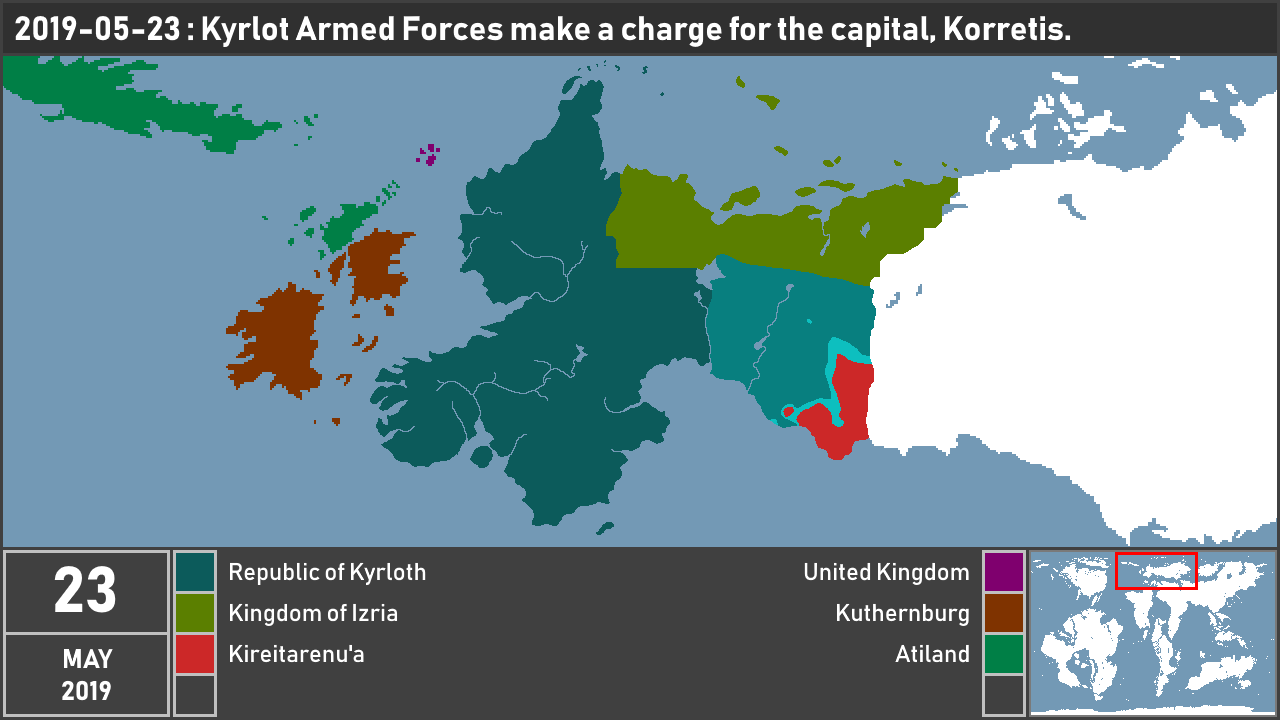 2019-05-23 : Kyrlot Armed Forces make a charge for the capital, Korretis.
23
MAY
2019
Republic of Kyrloth
Kingdom of Izria
Kireitarenu'a
United Kingdom
Kuthernburg
Atiland